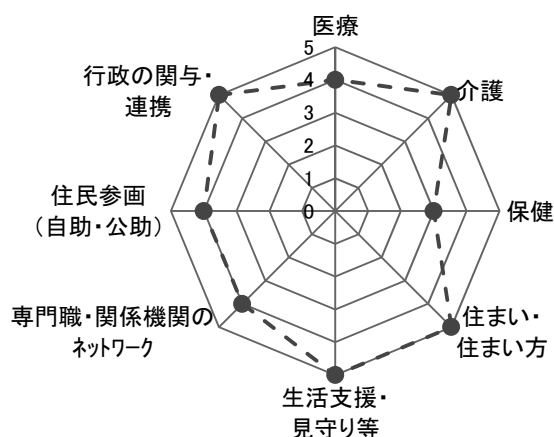 医療
5
4
3
2
1
0
介護
保健
住まい・
住まい方
生活支援・
見守り等
専門職・関係機関の
ネットワーク
住民参画
（自助・公助）
行政の関与・
連携